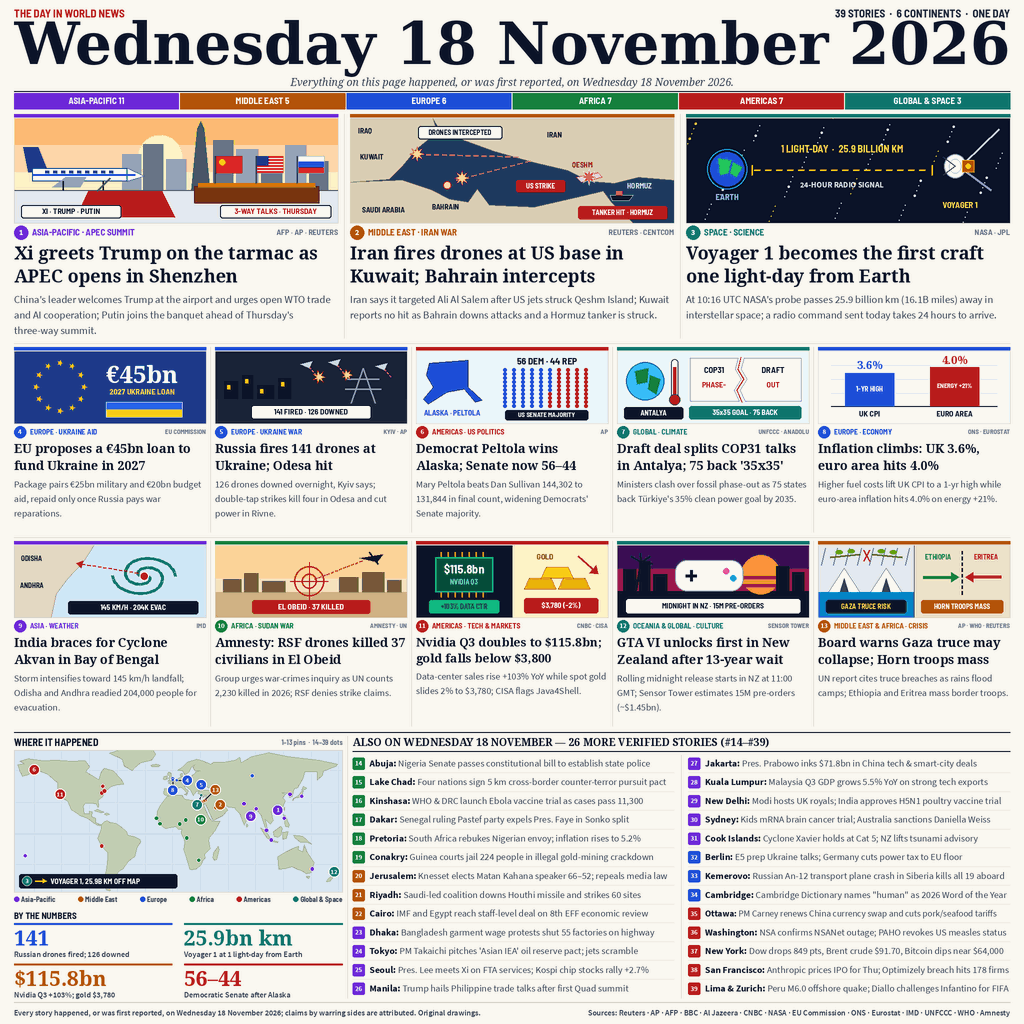 THE DAY IN WORLD NEWS
39 STORIES · 6 CONTINENTS · ONE DAY
Wednesday 18 November 2026
Everything on this page happened, or was first reported, on Wednesday 18 November 2026.
ASIA-PACIFIC 11
MIDDLE EAST 5
EUROPE 6
AFRICA 7
AMERICAS 7
GLOBAL & SPACE 3
XI · TRUMP · PUTIN
3-WAY TALKS · THURSDAY
1 ASIA-PACIFIC · APEC SUMMIT
AFP · AP · REUTERS
Xi greets Trump on the tarmac as
APEC opens in Shenzhen
China's leader welcomes Trump at the airport and urges open WTO trade
and AI cooperation; Putin joins the banquet ahead of Thursday's
three-way summit.
IRAQ
DRONES INTERCEPTED
IRAN
KUWAIT
QESHM
US STRIKE
HORMUZ
SAUDI ARABIA
BAHRAIN
TANKER HIT · HORMUZ
2 MIDDLE EAST · IRAN WAR
REUTERS · CENTCOM
Iran fires drones at US base in
Kuwait; Bahrain intercepts
Iran says it targeted Ali Al Salem after US jets struck Qeshm Island; Kuwait
reports no hit as Bahrain downs attacks and a Hormuz tanker is struck.
1 LIGHT-DAY · 25.9 BILLION KM
24-HOUR RADIO SIGNAL
EARTH
VOYAGER 1
3 SPACE · SCIENCE
NASA · JPL
Voyager 1 becomes the first craft
one light-day from Earth
At 10:16 UTC NASA's probe passes 25.9 billion km (16.1B miles) away in
interstellar space; a radio command sent today takes 24 hours to arrive.
€45bn
2027 UKRAINE LOAN
4 EUROPE · UKRAINE AID
EU COMMISSION
EU proposes a €45bn loan to
fund Ukraine in 2027
Package pairs €25bn military and €20bn budget
aid, repaid only once Russia pays war
reparations.
141 FIRED · 126 DOWNED
5 EUROPE · UKRAINE WAR
KYIV · AP
Russia fires 141 drones at
Ukraine; Odesa hit
126 drones downed overnight, Kyiv says;
double-tap strikes kill four in Odesa and cut
power in Rivne.
56 DEM · 44 REP
ALASKA · PELTOLA
US SENATE MAJORITY
6 AMERICAS · US POLITICS
AP
Democrat Peltola wins
Alaska; Senate now 56–44
Mary Peltola beats Dan Sullivan 144,302 to
131,844 in final count, widening Democrats'
Senate majority.
COP31
PHASE-
DRAFT
OUT
ANTALYA
35x35 GOAL · 75 BACK
7 GLOBAL · CLIMATE
UNFCCC · ANADOLU
Draft deal splits COP31 talks
in Antalya; 75 back '35x35'
Ministers clash over fossil phase-out as 75 states
back Türkiye's 35% clean power goal by 2035.
3.6%
4.0%
1-YR HIGH
ENERGY +21%
UK CPI
EURO AREA
8 EUROPE · ECONOMY
ONS · EUROSTAT
Inflation climbs: UK 3.6%,
euro area hits 4.0%
Higher fuel costs lift UK CPI to a 1-yr high while
euro-area inflation hits 4.0% on energy +21%.
ODISHA
ANDHRA
145 KM/H · 204K EVAC
9 ASIA · WEATHER
IMD
India braces for Cyclone
Akvan in Bay of Bengal
Storm intensifies toward 145 km/h landfall;
Odisha and Andhra readied 204,000 people for
evacuation.
EL OBEID · 37 KILLED
10 AFRICA · SUDAN WAR
AMNESTY · UN
Amnesty: RSF drones killed 37
civilians in El Obeid
Group urges war-crimes inquiry as UN counts
2,230 killed in 2026; RSF denies strike claims.
$115.8bn
NVIDIA Q3
+103% DATA CTR
GOLD
$3,780 (-2%)
11 AMERICAS · TECH & MARKETS
CNBC · CISA
Nvidia Q3 doubles to $115.8bn;
gold falls below $3,800
Data-center sales rise +103% YoY while spot gold
slides 2% to $3,780; CISA flags Java4Shell.
MIDNIGHT IN NZ · 15M PRE-ORDERS
12 OCEANIA & GLOBAL · CULTURE
SENSOR TOWER
GTA VI unlocks first in New
Zealand after 13-year wait
Rolling midnight release starts in NZ at 11:00
GMT; Sensor Tower estimates 15M pre-orders
(~$1.45bn).
GAZA TRUCE RISK
ETHIOPIA
ERITREA
HORN TROOPS MASS
13 MIDDLE EAST & AFRICA · CRISIS
AP · WHO · REUTERS
Board warns Gaza truce may
collapse; Horn troops mass
UN report cites truce breaches as rains flood
camps; Ethiopia and Eritrea mass border troops.
WHERE IT HAPPENED
1–13 pins · 14–39 dots
6
11
4
5
8
13
7
2
10
9
1
12
3 VOYAGER 1, 25.9B KM OFF MAP
Asia-Pacific
Middle East
Europe
Africa
Americas
Global & Space
BY THE NUMBERS
141
Russian drones fired; 126 downed
25.9bn km
Voyager 1 at 1 light-day from Earth
$115.8bn
Nvidia Q3 +103%; gold $3,780
56–44
Democratic Senate after Alaska
ALSO ON WEDNESDAY 18 NOVEMBER — 26 MORE VERIFIED STORIES (#14–#39)
14 Abuja: Nigeria Senate passes constitutional bill to establish state police
15 Lake Chad: Four nations sign 5 km cross-border counter-terror pursuit pact
16 Kinshasa: WHO & DRC launch Ebola vaccine trial as cases pass 11,300
17 Dakar: Senegal ruling Pastef party expels Pres. Faye in Sonko split
18 Pretoria: South Africa rebukes Nigerian envoy; inflation rises to 5.2%
19 Conakry: Guinea courts jail 224 people in illegal gold-mining crackdown
20 Jerusalem: Knesset elects Matan Kahana speaker 66–52; repeals media law
21 Riyadh: Saudi-led coalition downs Houthi missile and strikes 60 sites
22 Cairo: IMF and Egypt reach staff-level deal on 8th EFF economic review
23 Dhaka: Bangladesh garment wage protests shut 55 factories on highway
24 Tokyo: PM Takaichi pitches 'Asian IEA' oil reserve pact; jets scramble
25 Seoul: Pres. Lee meets Xi on FTA services; Kospi chip stocks rally +2.7%
26 Manila: Trump hails Philippine trade talks after first Quad summit
27 Jakarta: Pres. Prabowo inks $71.8bn in China tech & smart-city deals
28 Kuala Lumpur: Malaysia Q3 GDP grows 5.5% YoY on strong tech exports
29 New Delhi: Modi hosts UK royals; India approves H5N1 poultry vaccine trial
30 Sydney: Kids mRNA brain cancer trial; Australia sanctions Daniella Weiss
31 Cook Islands: Cyclone Xavier holds at Cat 5; NZ lifts tsunami advisory
32 Berlin: E5 prep Ukraine talks; Germany cuts power tax to EU floor
33 Kemerovo: Russian An-12 transport plane crash in Siberia kills all 19 aboard
34 Cambridge: Cambridge Dictionary names "human" as 2026 Word of the Year
35 Ottawa: PM Carney renews China currency swap and cuts pork/seafood tariffs
36 Washington: NSA confirms NSANet outage; PAHO revokes US measles status
37 New York: Dow drops 849 pts, Brent crude $91.70, Bitcoin dips near $64,000
38 San Francisco: Anthropic prices IPO for Thu; Optimizely breach hits 178 firms
39 Lima & Zurich: Peru M6.0 offshore quake; Diallo challenges Infantino for FIFA
Every story happened, or was first reported, on Wednesday 18 November 2026; claims by warring sides are attributed. Original drawings.
Sources: Reuters · AP · AFP · BBC · Al Jazeera · CNBC · NASA · EU Commission · ONS · Eurostat · IMD · UNFCCC · WHO · Amnesty